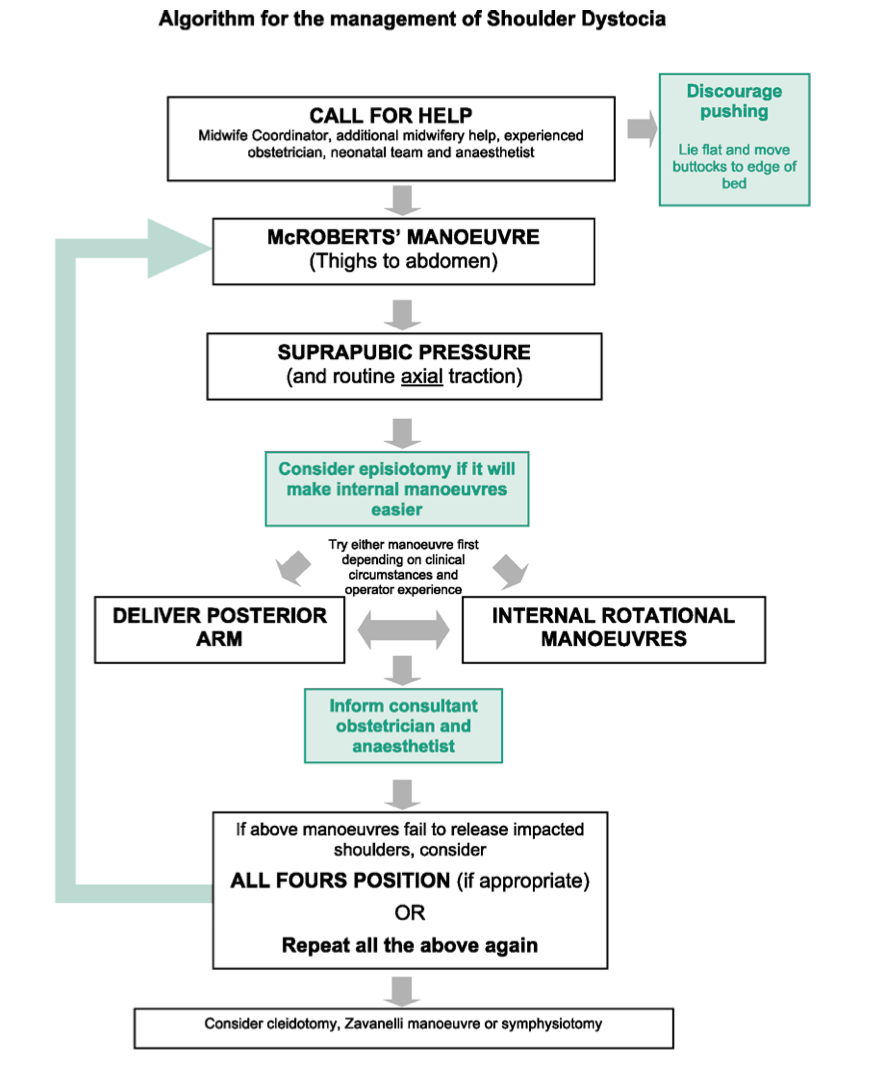 Algorithm for the management of Shoulder Dystocia
CALL FOR HELP
Midwife Coordinator, additional midwifery help, experienced
obstetrician, neonatal team and anaesthetist
Discourage
pushing
Lie flat and move
buttocks to edge of
bed
McROBERTS' MANOEUVRE
(Thighs to abdomen)
SUPRAPUBIC PRESSURE
(and routine axial traction)
Consider episiotomy if it will
make internal manoeuvres
easier
Try either manoeuvre first
depending on clinical
circumstances and
operator experience
DELIVER POSTERIOR
ARM
INTERNAL ROTATIONAL
MANOEUVRES
Inform consultant
obstetrician and
anaesthetist
If above manoeuvres fail to release impacted
shoulders, consider
ALL FOURS POSITION (if appropriate)
OR
Repeat all the above again
Consider cleidotomy, Zavanelli manoeuvre or symphysiotomy